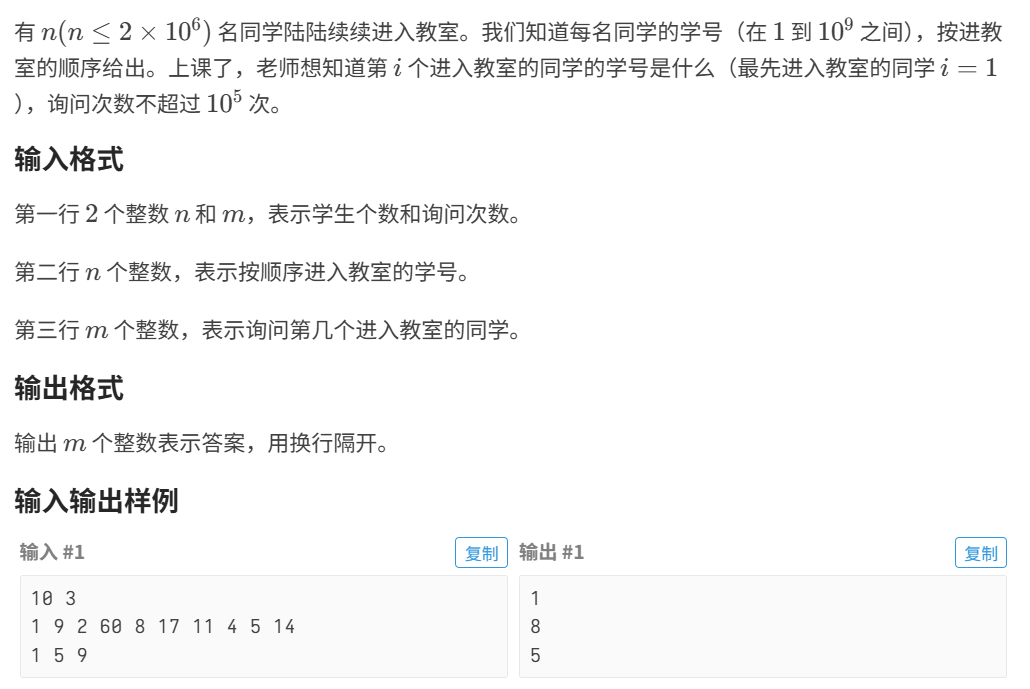 有 n(n ≤ 2 × 10⁶) 名同学陆陆续续进入教室。我们知道每名同学的学号（在 1 到 10⁹ 之间），按进教
室的顺序给出。上课了，老师想知道第 i 个进入教室的同学的学号是什么（最先进入教室的同学 i = 1
），询问次数不超过 10⁵ 次。
输入格式
第一行 2 个整数 n 和 m，表示学生个数和询问次数。
第二行 n 个整数，表示按顺序进入教室的学号。
第三行 m 个整数，表示询问第几个进入教室的同学。
输出格式
输出 m 个整数表示答案，用换行隔开。
输入输出样例
输入 #1 复制
10 3
1 9 2 60 8 17 11 4 5 14
1 5 9
输出 #1 复制
1
8
5